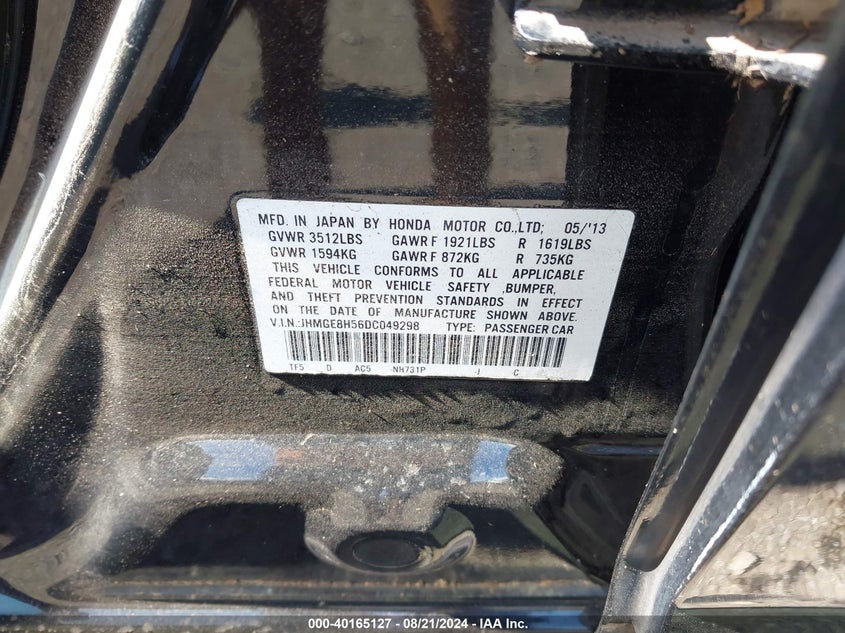 MFD. IN JAPAN BY HONDA MOTOR CO.,LTD; 05/'13
GVWR 3512LBS GAWR F 1921LBS R 1619LBS
GVWR 1594KG GAWR F 872KG R 735KG
THIS VEHICLE CONFORMS TO ALL APPLICABLE
FEDERAL MOTOR VEHICLE SAFETY ,BUMPER,
AND THEFT PREVENTION STANDARDS IN EFFECT
ON THE DATE OF MANUFACTURE SHOWN ABOVE.
V.I.N.:JHMGE8H56DC049298 TYPE: PASSENGER CAR
TF5 D AC5 NH731P J C
000-40165127 - 08/21/2024 - IAA Inc.